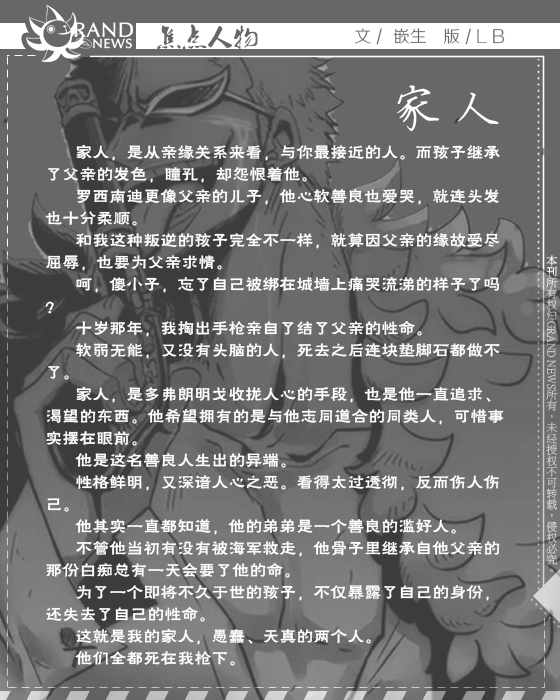 GRAND
NEWS
焦点人物
文/ 嵌生 版/LB
家人
家人，是从亲缘关系来看，与你最接近的人。而孩子继承
了父亲的发色，瞳孔，却怨恨着他。
罗西南迪更像父亲的儿子，他心软善良也爱哭，就连头发
也十分柔顺。
和我这种叛逆的孩子完全不一样，就算因父亲的缘故受尽
屈辱，也要为父亲求情。
呵，傻小子，忘了自己被绑在城墙上痛哭流涕的样子了吗
？
十岁那年，我掏出手枪亲自了结了父亲的性命。
软弱无能，又没有头脑的人，死去之后连块垫脚石都做不
了。
家人，是多弗朗明戈收拢人心的手段，也是他一直追求、
渴望的东西。他希望拥有的是与他志同道合的同类人，可惜事
实摆在眼前。
他是这名善良人生出的异端。
性格鲜明，又深谙人心之恶。看得太过透彻，反而伤人伤
己。
他其实一直都知道，他的弟弟是一个善良的滥好人。
不管他当初有没有被海军救走，他骨子里继承自他父亲的
那份白痴总有一天会要了他的命。
为了一个即将不久于世的孩子，不仅暴露了自己的身份，
还失去了自己的性命。
这就是我的家人，愚蠢、天真的两个人。
他们全都死在我枪下。
本刊所有权归GRAND NEWS所有，未经授权不可转载，侵权必究